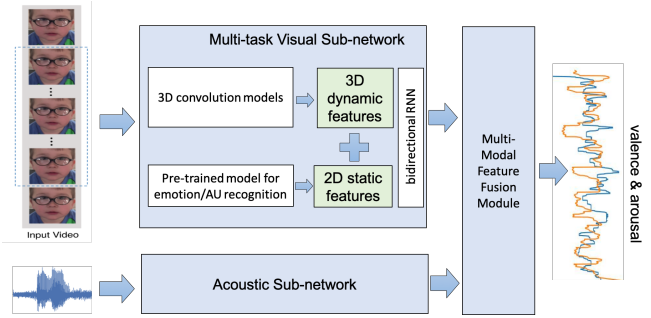 Multi-task Visual Sub-network
3D convolution models
3D
dynamic
features
Pre-trained model for
emotion/AU recognition
2D static
features
bidirectional RNN
Input Video
Acoustic Sub-network
Multi-
Modal
Feature
Fusion
Module
valence & arousal